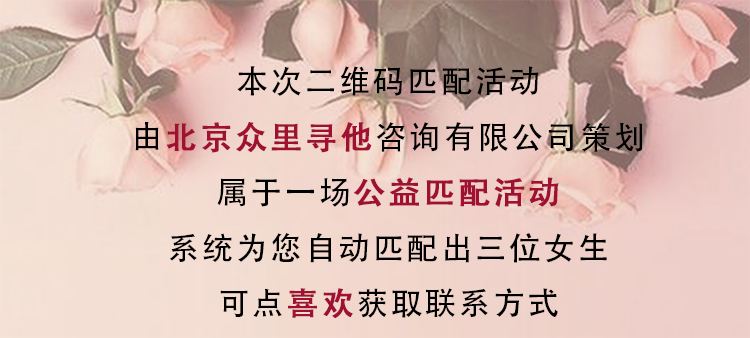 本次二维码匹配活动
由北京众里寻他咨询有限公司策划
属于一场公益匹配活动
系统为您自动匹配出三位女生
可点喜欢获取联系方式